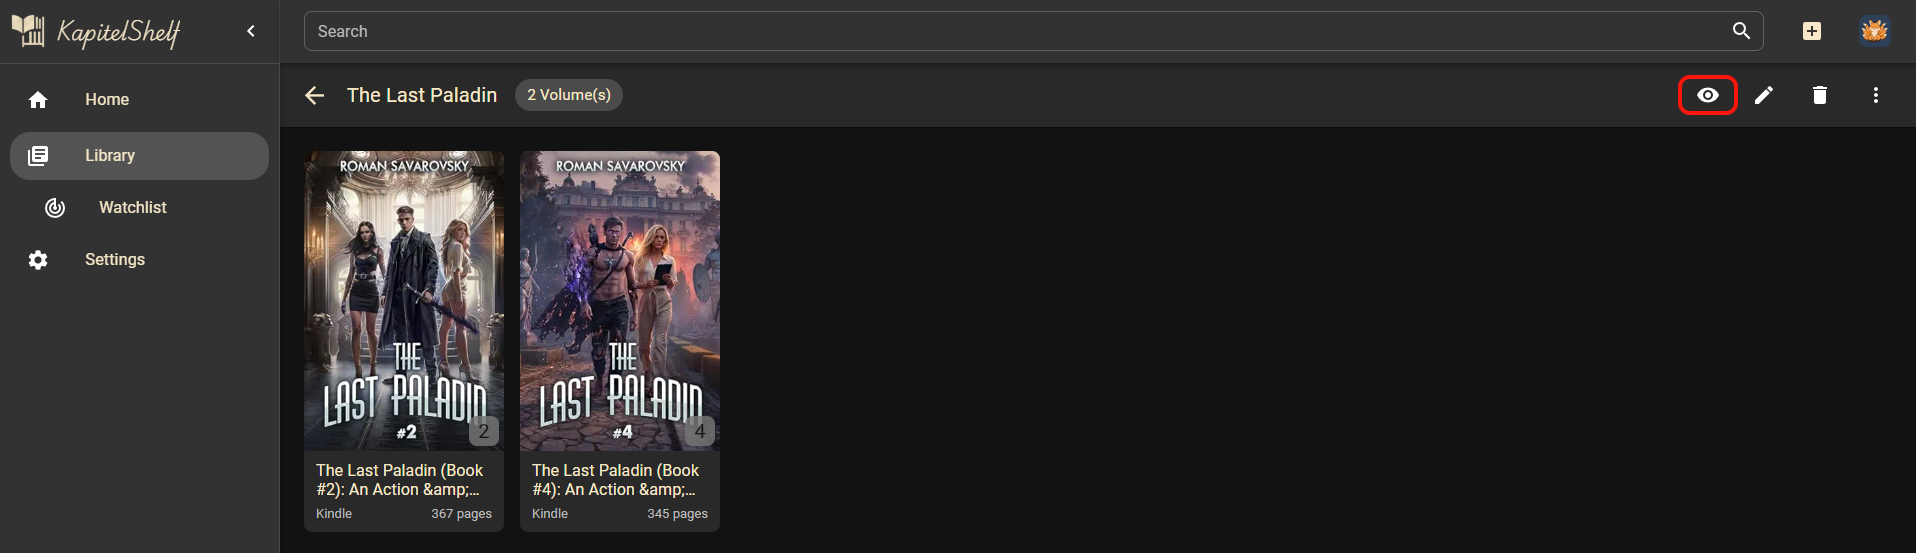 KapitelShelf
Search
Home
Library
Watchlist
Settings
The Last Paladin
2 Volume(s)
ROMAN SAVAROVSKY
THE
LAST PALADIN
#2
2
The Last Paladin (Book
#2): An Action &amp;...
Kindle 367 pages
ROMAN SAVAROVSKY
THE
LAST PALADIN
#4
4
The Last Paladin (Book
#4): An Action &amp;...
Kindle 345 pages